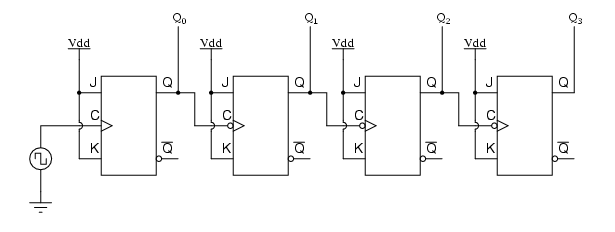 Q0 Q1 Q2 Q3
Vdd Vdd Vdd Vdd
J Q J Q J Q J Q
C C C C
K Q̅ K Q̅ K Q̅ K Q̅